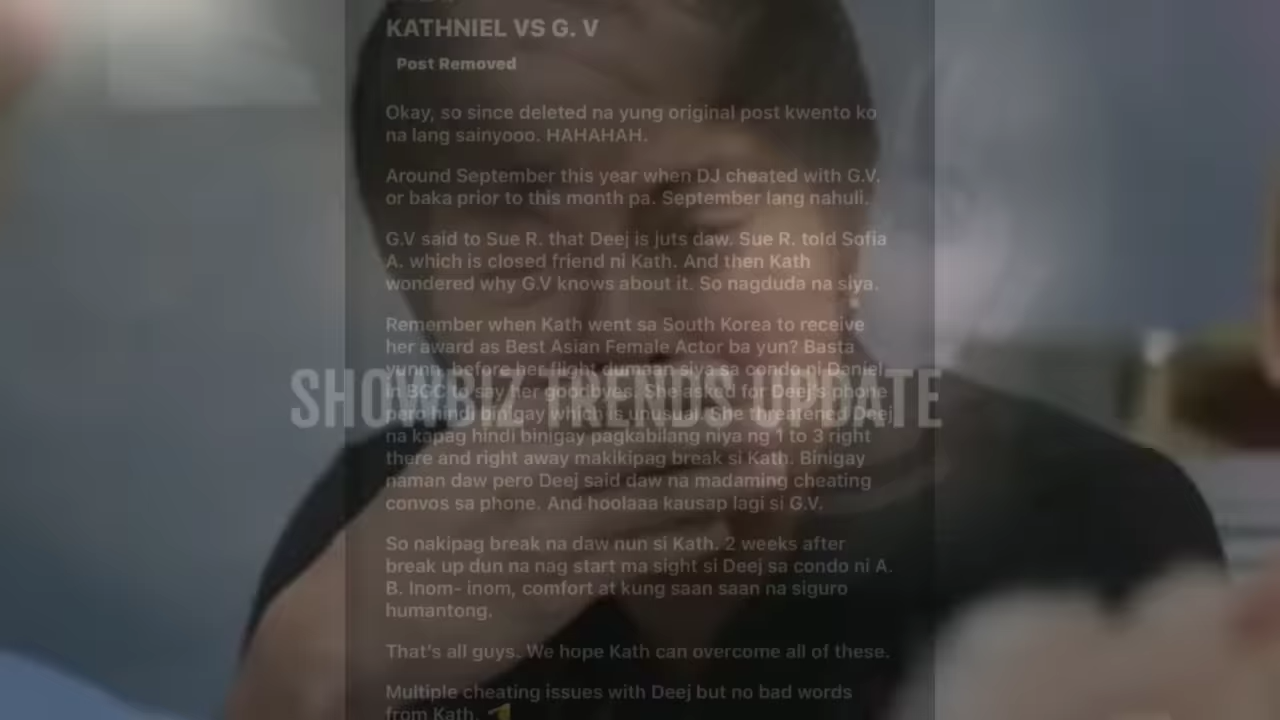 KATHNIEL VS G. V
Post Removed
Okay, so since deleted na yung original post kwento ko
na lang sainyooo. HAHAHAH.
Around September this year when DJ cheated with G.V.
or baka prior to this month pa. September lang nahuli.
G.V said to Sue R. that Deej is juts daw. Sue R. told Sofia
A. which is closed friend ni Kath. And then Kath
wondered why G.V knows about it. So nagduda na siya.
Remember when Kath went sa South Korea to receive
her award as Best Asian Female Actor ba yun? Basta
yunn, before her flight dumaan siya sa condo ni Daniel
in BGC to say her goodbyes. She asked for Deej's phone
SHOWBIZ TRENDS UPDATE
pero hind binigay which is unusual. She threatened Deej
na kapag hindi binigay pagkabilang niya ng 1 to 3 right
there and right away makikipag break si Kath. Binigay
naman daw pero Deej said daw na madaming cheating
convos sa phone. And hoolaaa kausap lagi si G.V.
So nakipag break na daw nun si Kath. 2 weeks after
break up dun na nag start ma sight si Deej sa condo ni A.
B. Inom- inom, comfort at kung saan saan na siguro
humantong.
That's all guys. We hope Kath can overcome all of these.
Multiple cheating issues with Deej but no bad words
from Kath.